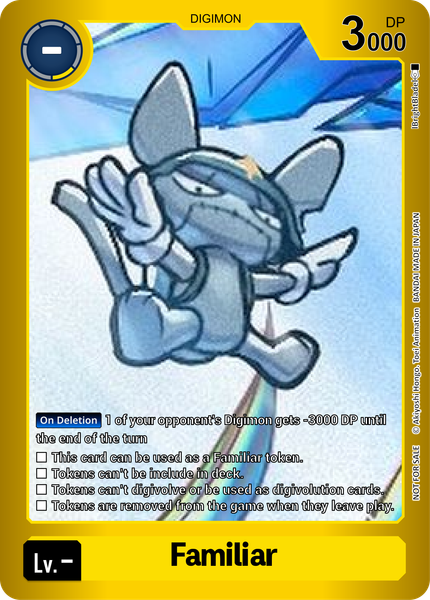 DIGIMON
-
3000
DP
On Deletion 1 of your opponent's Digimon gets -3000 DP until
the end of the turn
☐ This card can be used as a Familiar token.
☐ Tokens can't be include in deck.
☐ Tokens can't digivolve or be used as digivolution cards.
☐ Tokens are removed from the game when they leave play.
Lv.-
Familiar
NOT FOR SALE © Akiyoshi Hongo, Toei Animation BANDAI MADE IN JAPAN